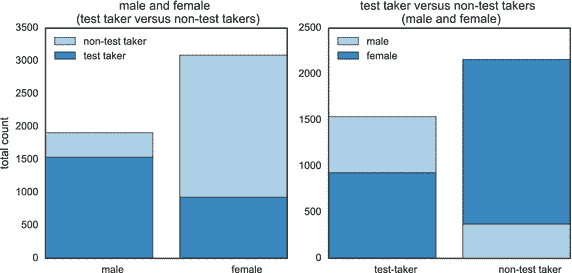 male and female
(test taker versus non-test takers)
3500
3000
2500
2000
1500
1000
500
0
total count
non-test taker
test taker
male
female
test taker versus non-test takers
(male and female)
2500
2000
1500
1000
500
0
male
female
test-taker
non-test taker